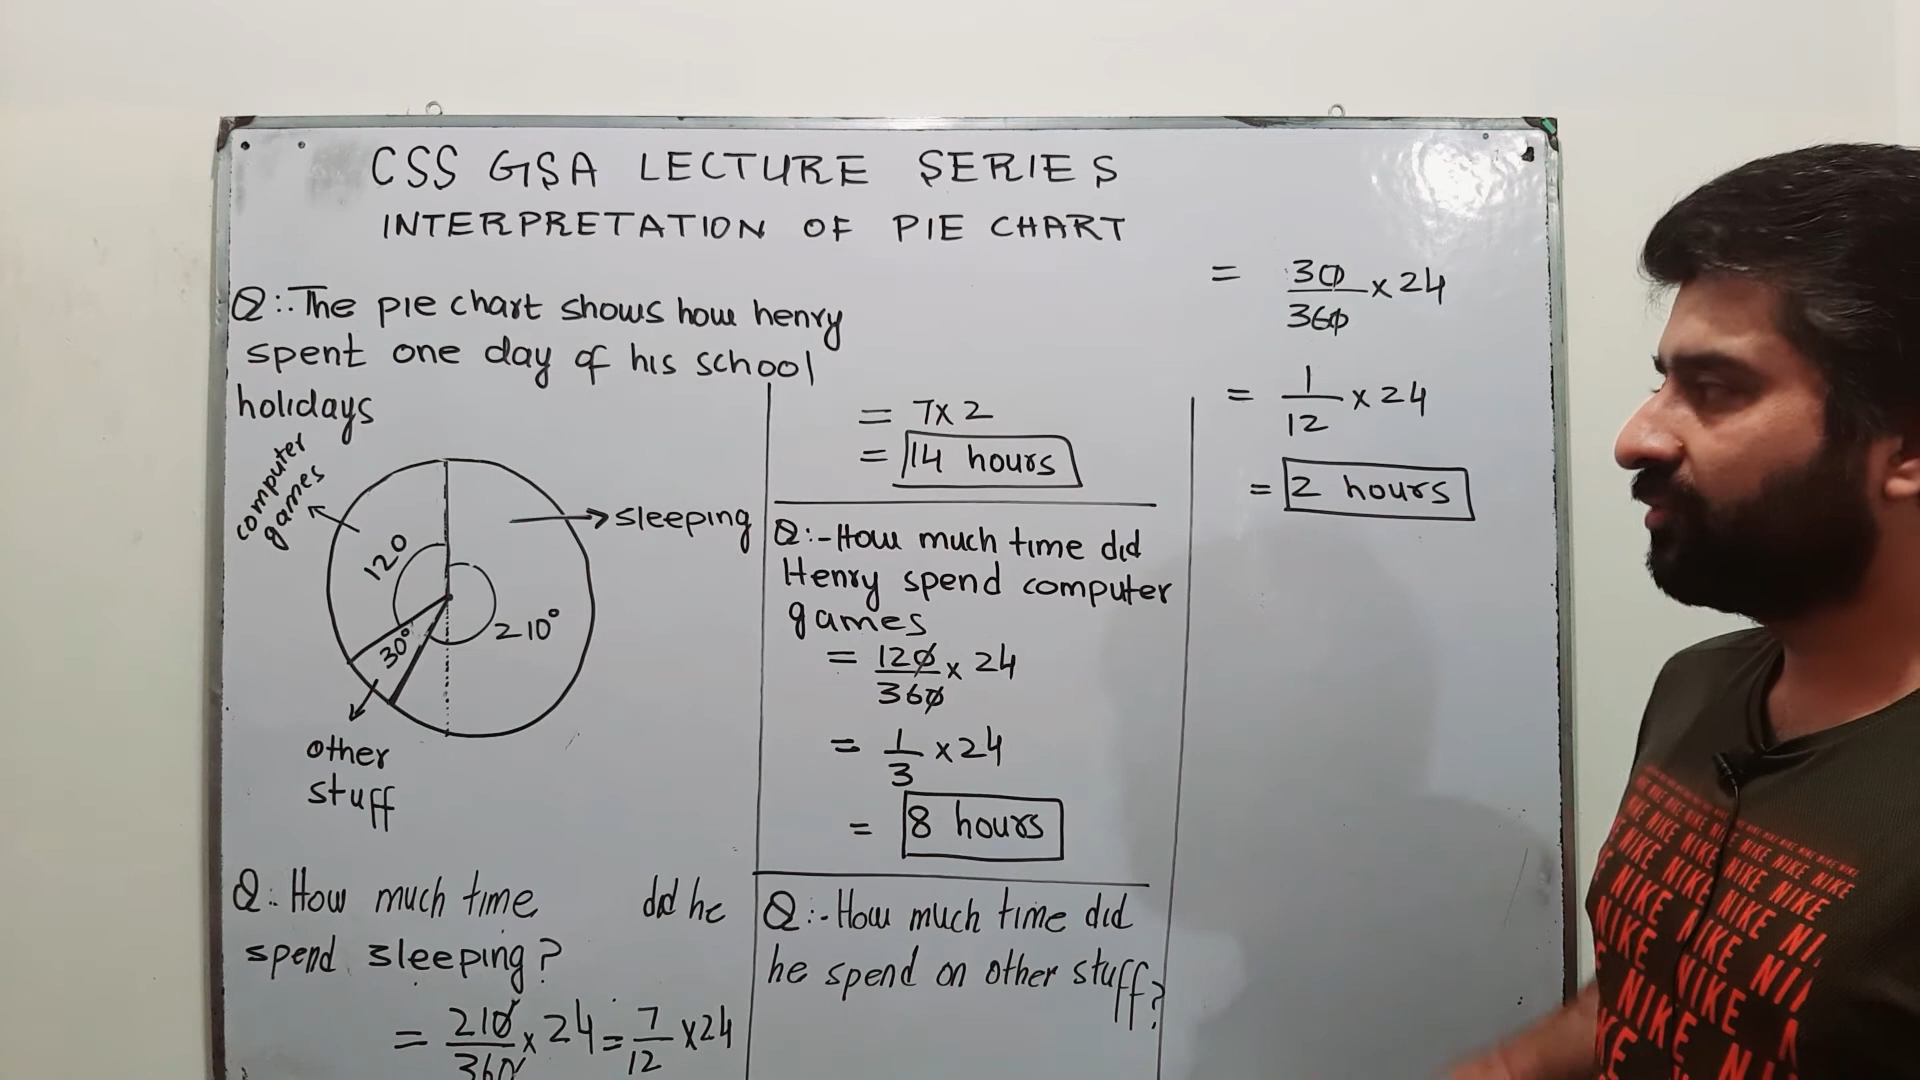 CSS GSA LECTURE SERIES
INTERPRETATION OF PIE CHART
Q:. The pie chart shows how henry
spent one day of his school
holidays
computer
games
120
30°
210°
sleeping
other
stuff
Q:. How much time did he
spend sleeping?
= 210/360 x 24 = 7/12 x 24
= 7 x 2
= 14 hours
Q:- How much time did
Henry spend computer
games
= 120/360 x 24
= 1/3 x 24
= 8 hours
Q:- How much time did
he spend on other stuff?
= 30/360 x 24
= 1/12 x 24
= 2 hours
NIKE NIKE NIKE